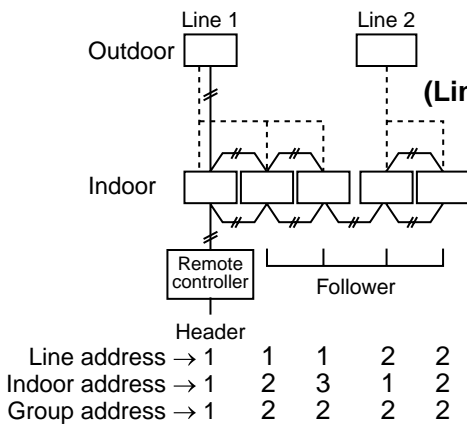 Line 1 Line 2
Outdoor
(Lin
Indoor
Remote
controller
Follower
Header
Line address → 1 1 1 2 2
Indoor address → 1 2 3 1 2
Group address → 1 2 2 2 2